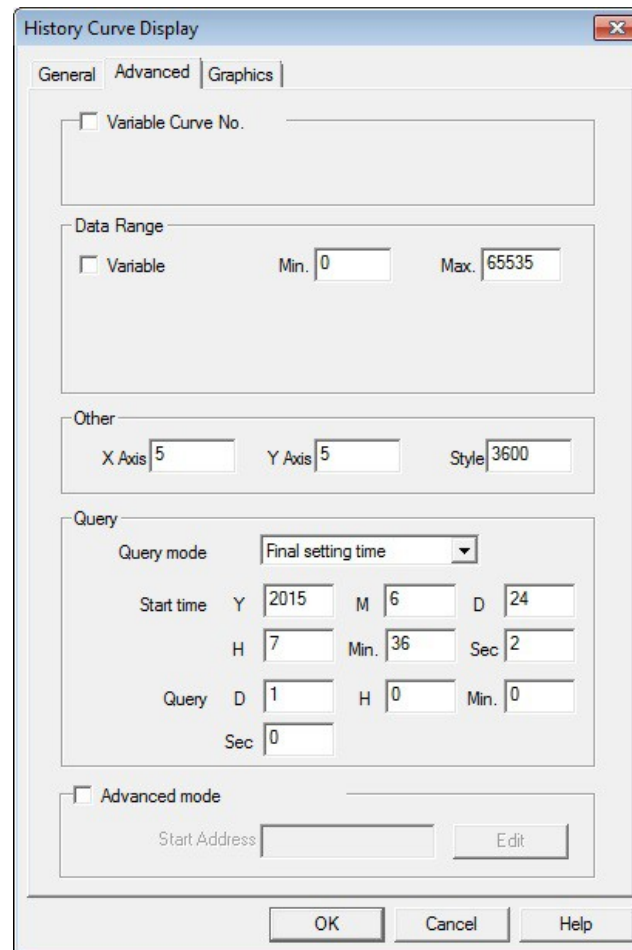 History Curve Display
General Advanced Graphics
Variable Curve No.
Data Range
Variable Min. 0 Max. 65535
Other
X Axis 5 Y Axis 5 Style 3600
Query
Query mode Final setting time
Start time Y 2015 M 6 D 24
H 7 Min. 36 Sec 2
Query D 1 H 0 Min. 0
Sec 0
Advanced mode
Start Address Edit
OK Cancel Help